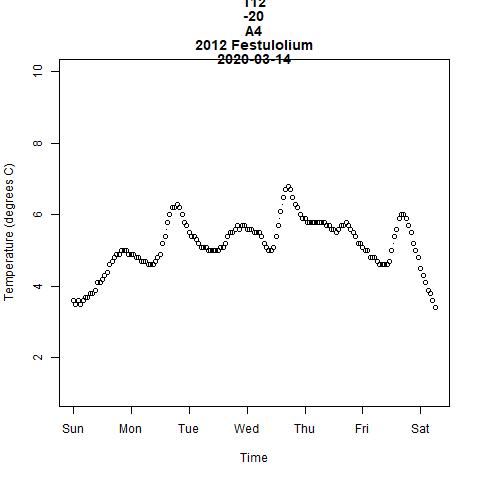 T12
-20
A4
2012 Festulolium
2020-03-14
10
8
6
4
2
Temperature (degrees C)
Sun Mon Tue Wed Thu Fri Sat
Time